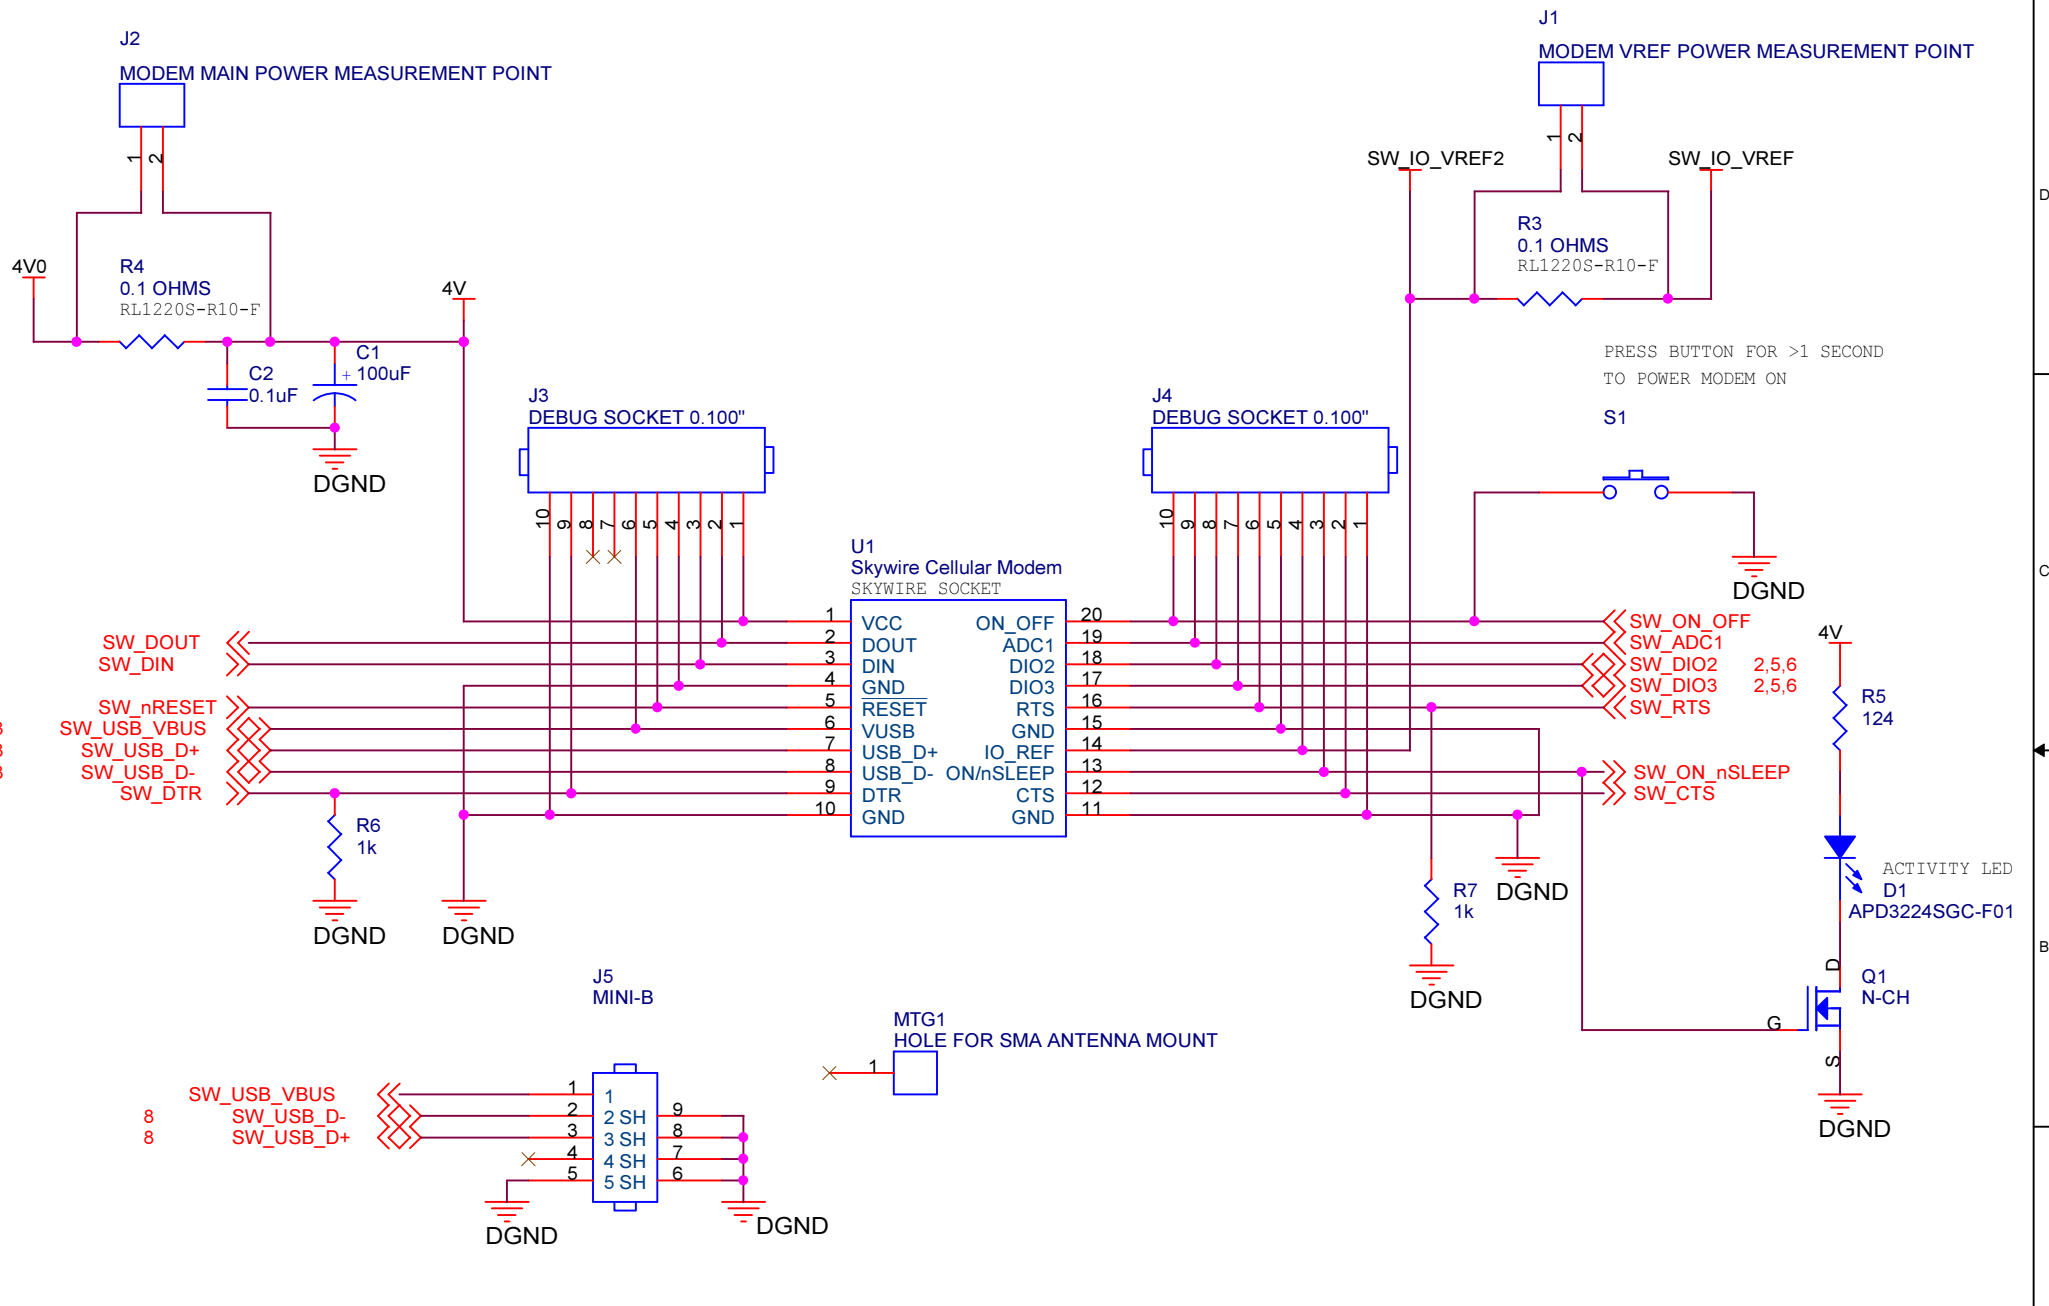 J2
MODEM MAIN POWER MEASUREMENT POINT
1
2
4V0
R4
0.1 OHMS
RL1220S-R10-F
4V
C2
0.1uF
C1
+ 100uF
DGND
J1
MODEM VREF POWER MEASUREMENT POINT
1
2
SW_IO_VREF2
SW_IO_VREF
R3
0.1 OHMS
RL1220S-R10-F
D
PRESS BUTTON FOR >1 SECOND
TO POWER MODEM ON
S1
DGND
C
J3
DEBUG SOCKET 0.100"
10 9 8 7 6 5 4 3 2 1
J4
DEBUG SOCKET 0.100"
10 9 8 7 6 5 4 3 2 1
U1
Skywire Cellular Modem
SKYWIRE SOCKET
1 VCC ON_OFF 20
2 DOUT ADC1 19
3 DIN DIO2 18
4 GND DIO3 17
5 RESET RTS 16
6 VUSB GND 15
7 USB_D+ IO_REF 14
8 USB_D- ON/nSLEEP 13
9 DTR CTS 12
10 GND GND 11
SW_DOUT
SW_DIN
SW_nRESET
SW_USB_VBUS
SW_USB_D+
SW_USB_D-
SW_DTR
R6
1k
DGND
DGND
SW_ON_OFF
SW_ADC1
SW_DIO2 2,5,6
SW_DIO3 2,5,6
SW_RTS
SW_ON_nSLEEP
SW_CTS
DGND
R7
1k
DGND
4V
R5
124
ACTIVITY LED
D1
APD3224SGC-F01
D
Q1
N-CH
G
S
DGND
B
J5
MINI-B
SW_USB_VBUS
8 SW_USB_D-
8 SW_USB_D+
1 1
2 2 SH 9
3 3 SH 8
4 4 SH 7
5 5 SH 6
DGND
DGND
MTG1
HOLE FOR SMA ANTENNA MOUNT
1